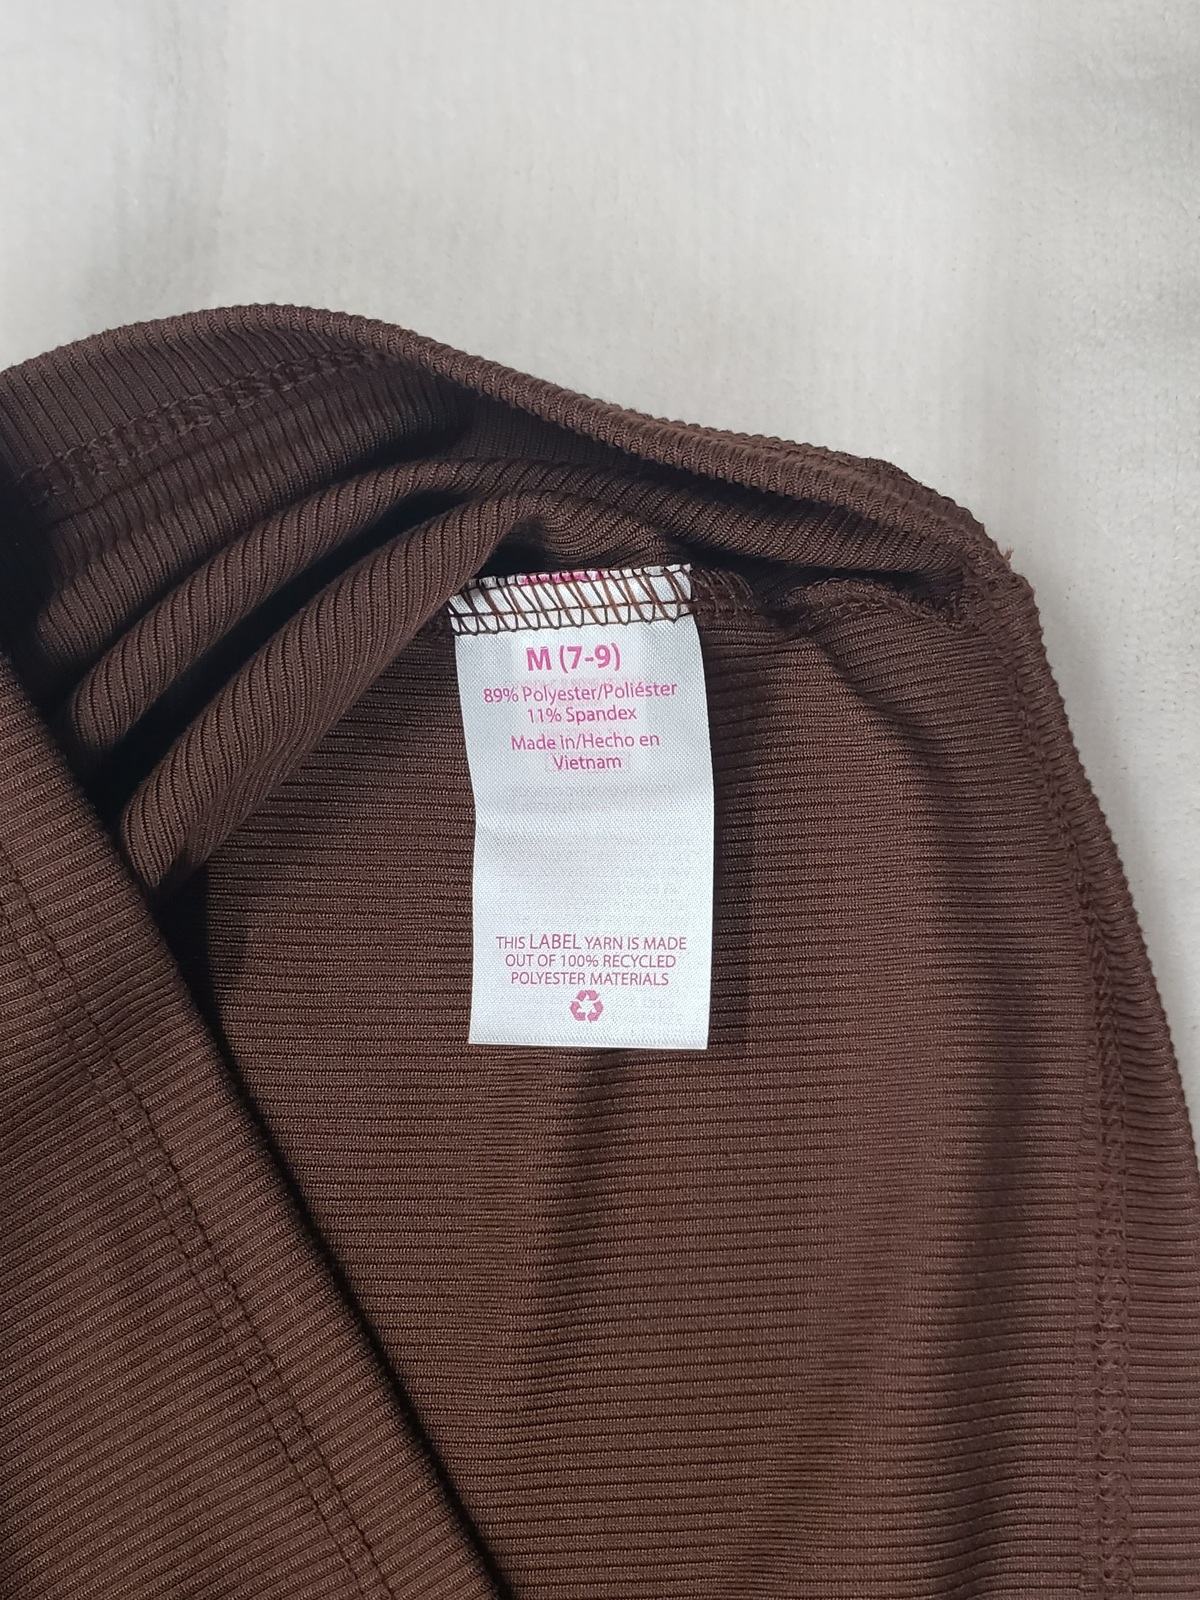 M (7-9)
89% Polyester/Poliéster
11% Spandex
Made in/Hecho en
Vietnam
THIS LABEL YARN IS MADE
OUT OF 100% RECYCLED
POLYESTER MATERIALS